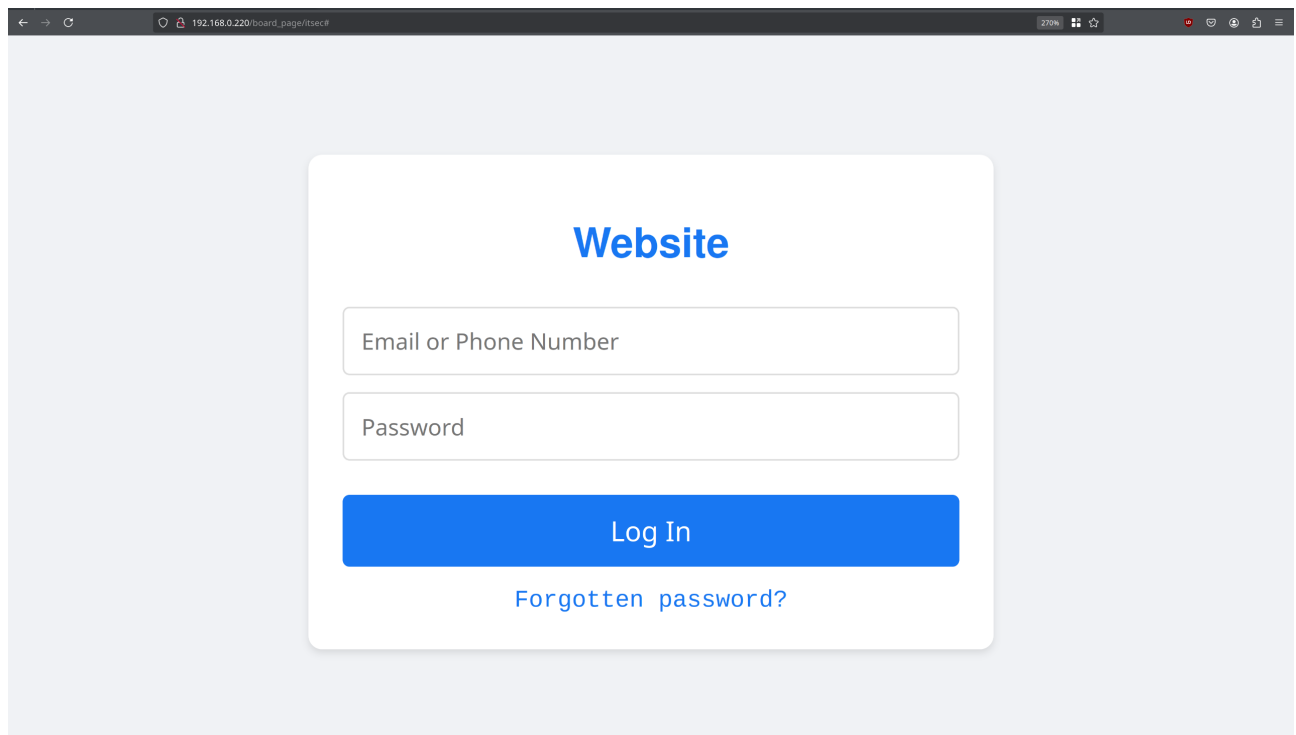 192.168.0.220/board_page/itsec#
270%
Website
Email or Phone Number
Password
Log In
Forgotten password?